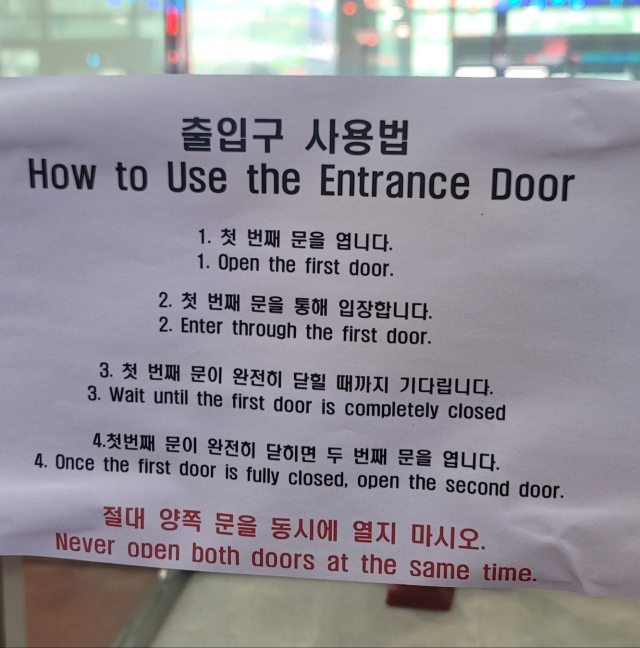 출입구 사용법
How to Use the Entrance Door
1. 첫 번째 문을 엽니다.
1. Open the first door.
2. 첫 번째 문을 통해 입장합니다.
2. Enter through the first door.
3. 첫 번째 문이 완전히 닫힐 때까지 기다립니다.
3. Wait until the first door is completely closed
4.첫번째 문이 완전히 닫히면 두 번째 문을 엽니다.
4. Once the first door is fully closed, open the second door.
절대 양쪽 문을 동시에 열지 마시오.
Never open both doors at the same time.